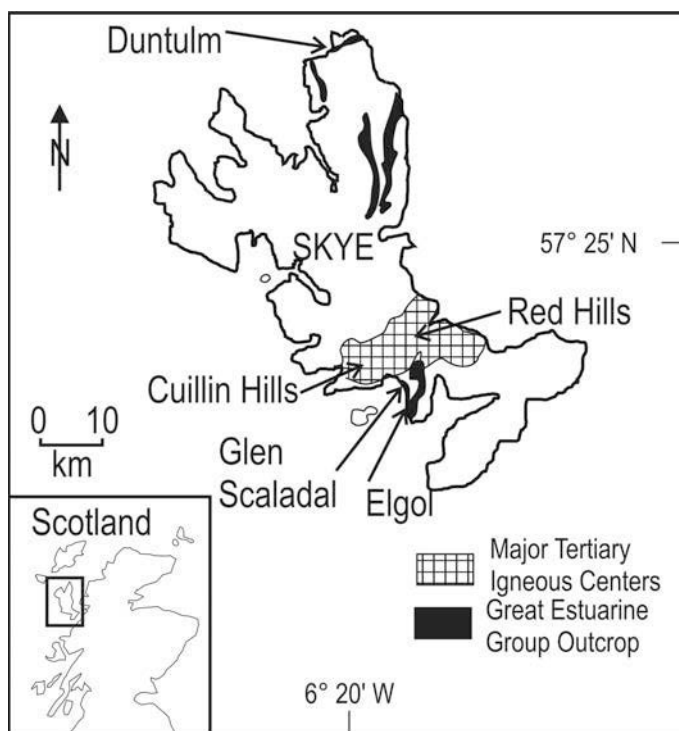 Duntulm
N
SKYE
57° 25' N
Red Hills
Cuillin Hills
0 10
km
Glen
Scaladal
Elgol
Scotland
Major Tertiary
Igneous Centers
Great Estuarine
Group Outcrop
6° 20' W